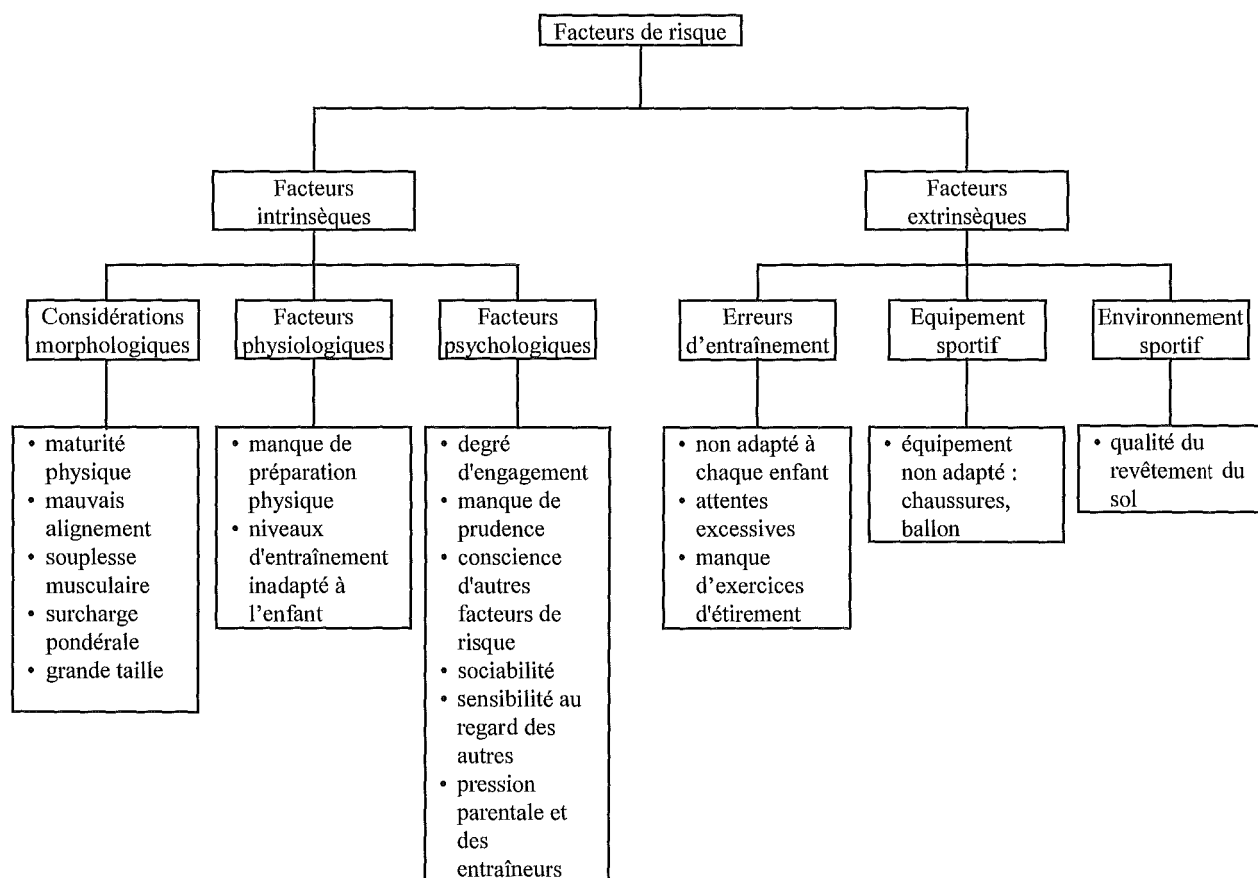 Facteurs de risque
Facteurs
intrinsèques
Facteurs
extrinsèques
Considérations
morphologiques
Facteurs
physiologiques
Facteurs
psychologiques
Erreurs
d'entraînement
Equipement
sportif
Environnement
sportif
• maturité
physique
• mauvais
alignement
• souplesse
musculaire
• surcharge
pondérale
• grande taille
• manque de
préparation
physique
• niveaux
d'entraînement
inadapté à
l'enfant
• degré
d'engagement
• manque de
prudence
• conscience
d'autres
facteurs de
risque
• sociabilité
• sensibilité au
regard des
autres
• pression
parentale et
des
entraîneurs
• non adapté à
chaque enfant
• attentes
excessives
• manque
d'exercices
d'étirement
• équipement
non adapté :
chaussures,
ballon
• qualité du
revêtement du
sol